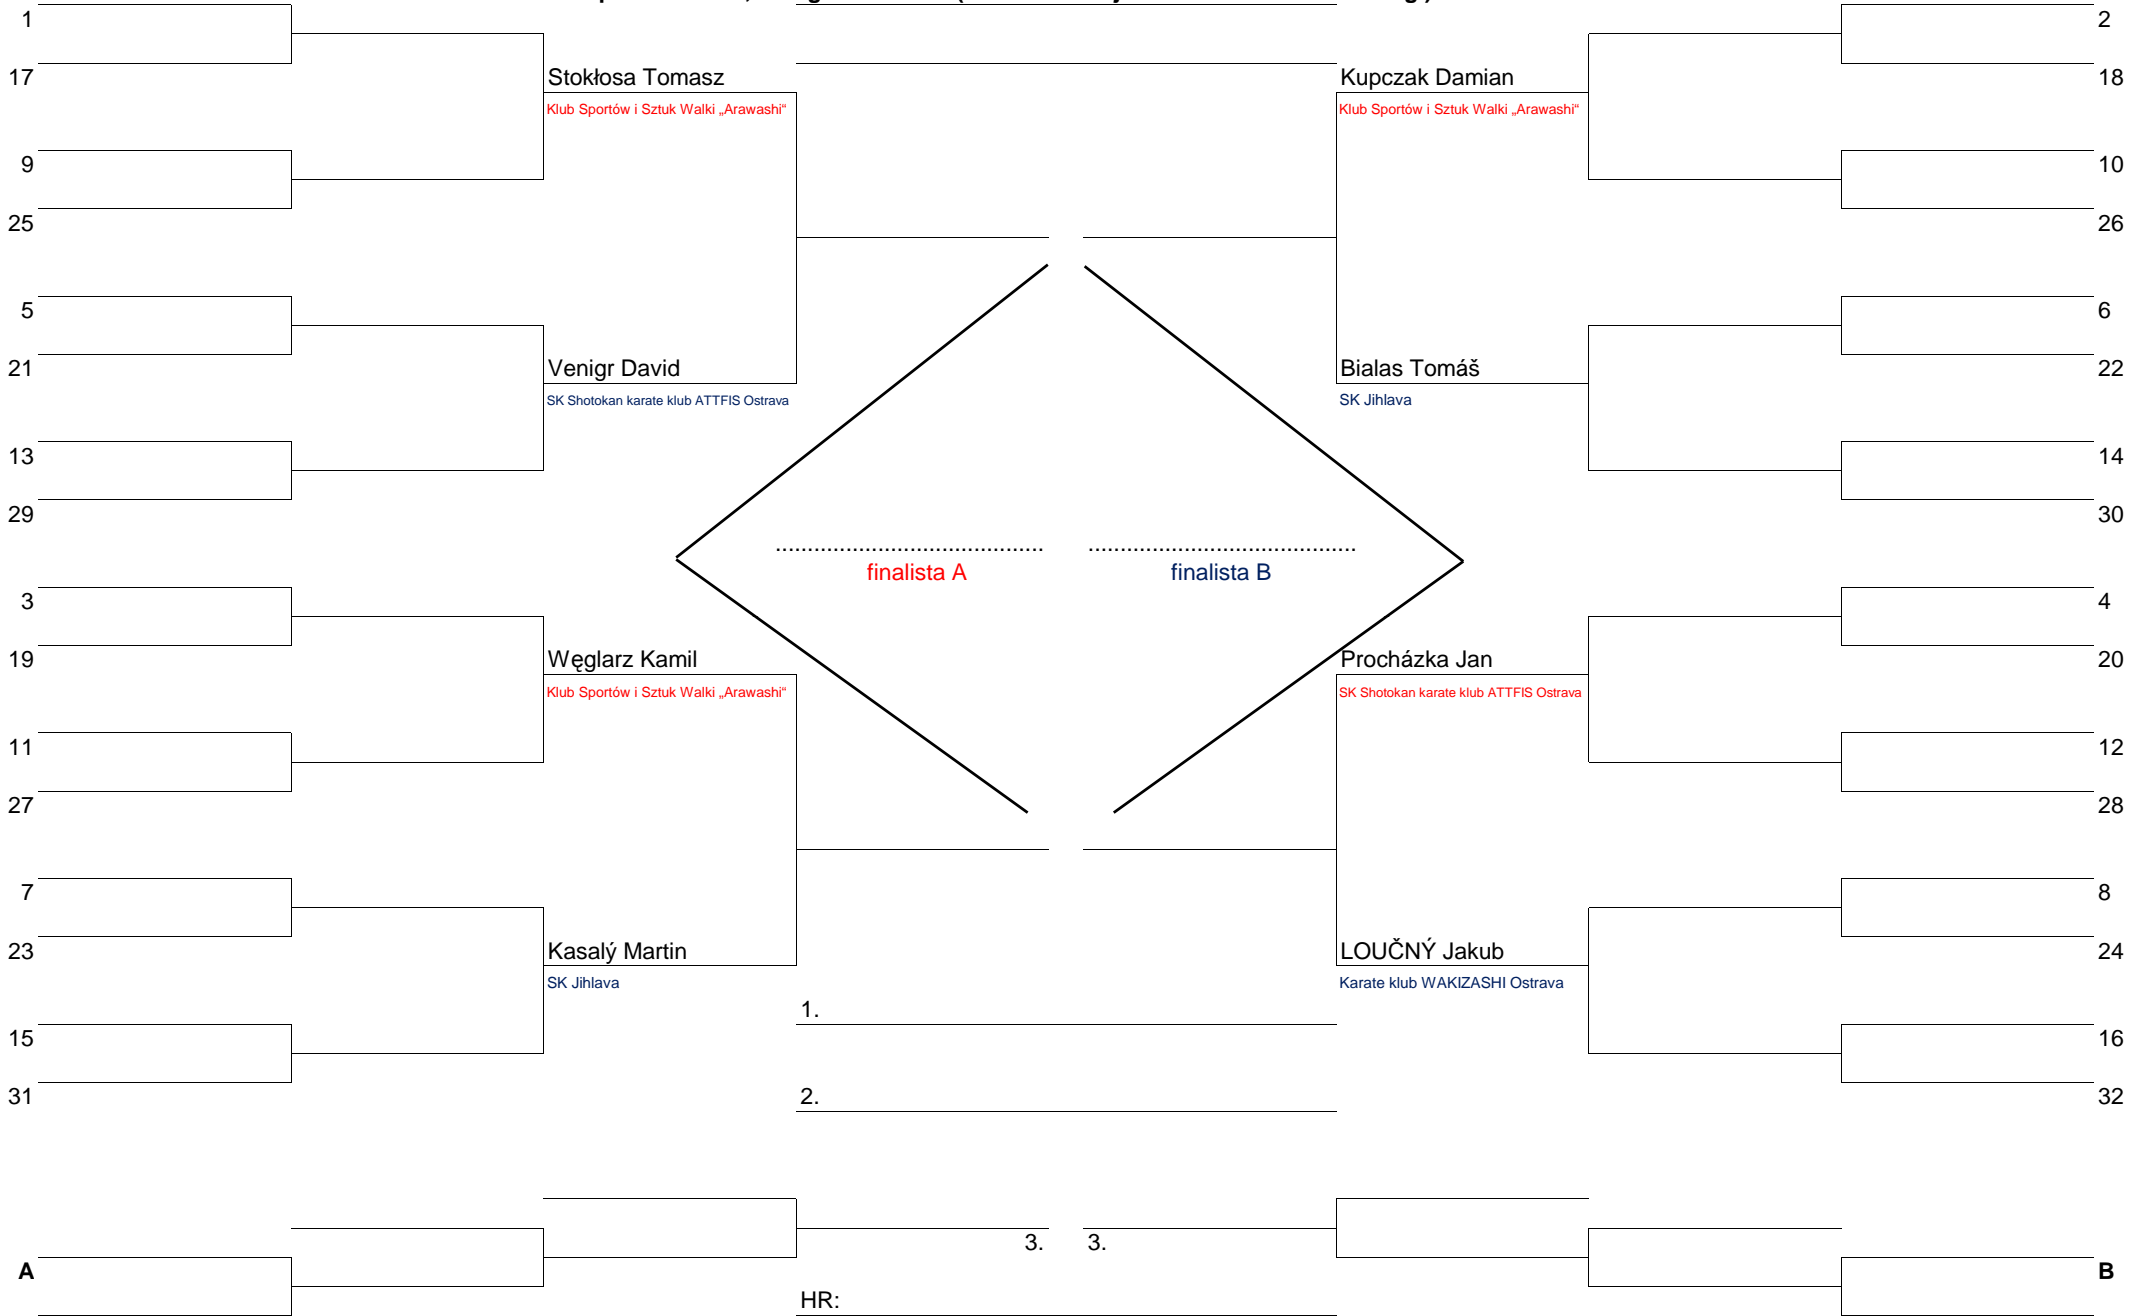 1
17
9
25
5
21
13
29
3
19
11
27
7
23
15
31
A
Stokłosa Tomasz
Klub Sportów i Sztuk Walki „Arawashi“
Venigr David
SK Shotokan karate klub ATTFIS Ostrava
Węglarz Kamil
Klub Sportów i Sztuk Walki „Arawashi“
Kasalý Martin
SK Jihlava
.......................................... ..........................................
finalista A finalista B
1.
2.
3. 3.
HR:
Kupczak Damian
Klub Sportów i Sztuk Walki „Arawashi“
Bialas Tomáš
SK Jihlava
Procházka Jan
SK Shotokan karate klub ATTFIS Ostrava
LOUČNÝ Jakub
Karate klub WAKIZASHI Ostrava
2
18
10
26
6
22
14
30
4
20
12
28
8
24
16
32
B